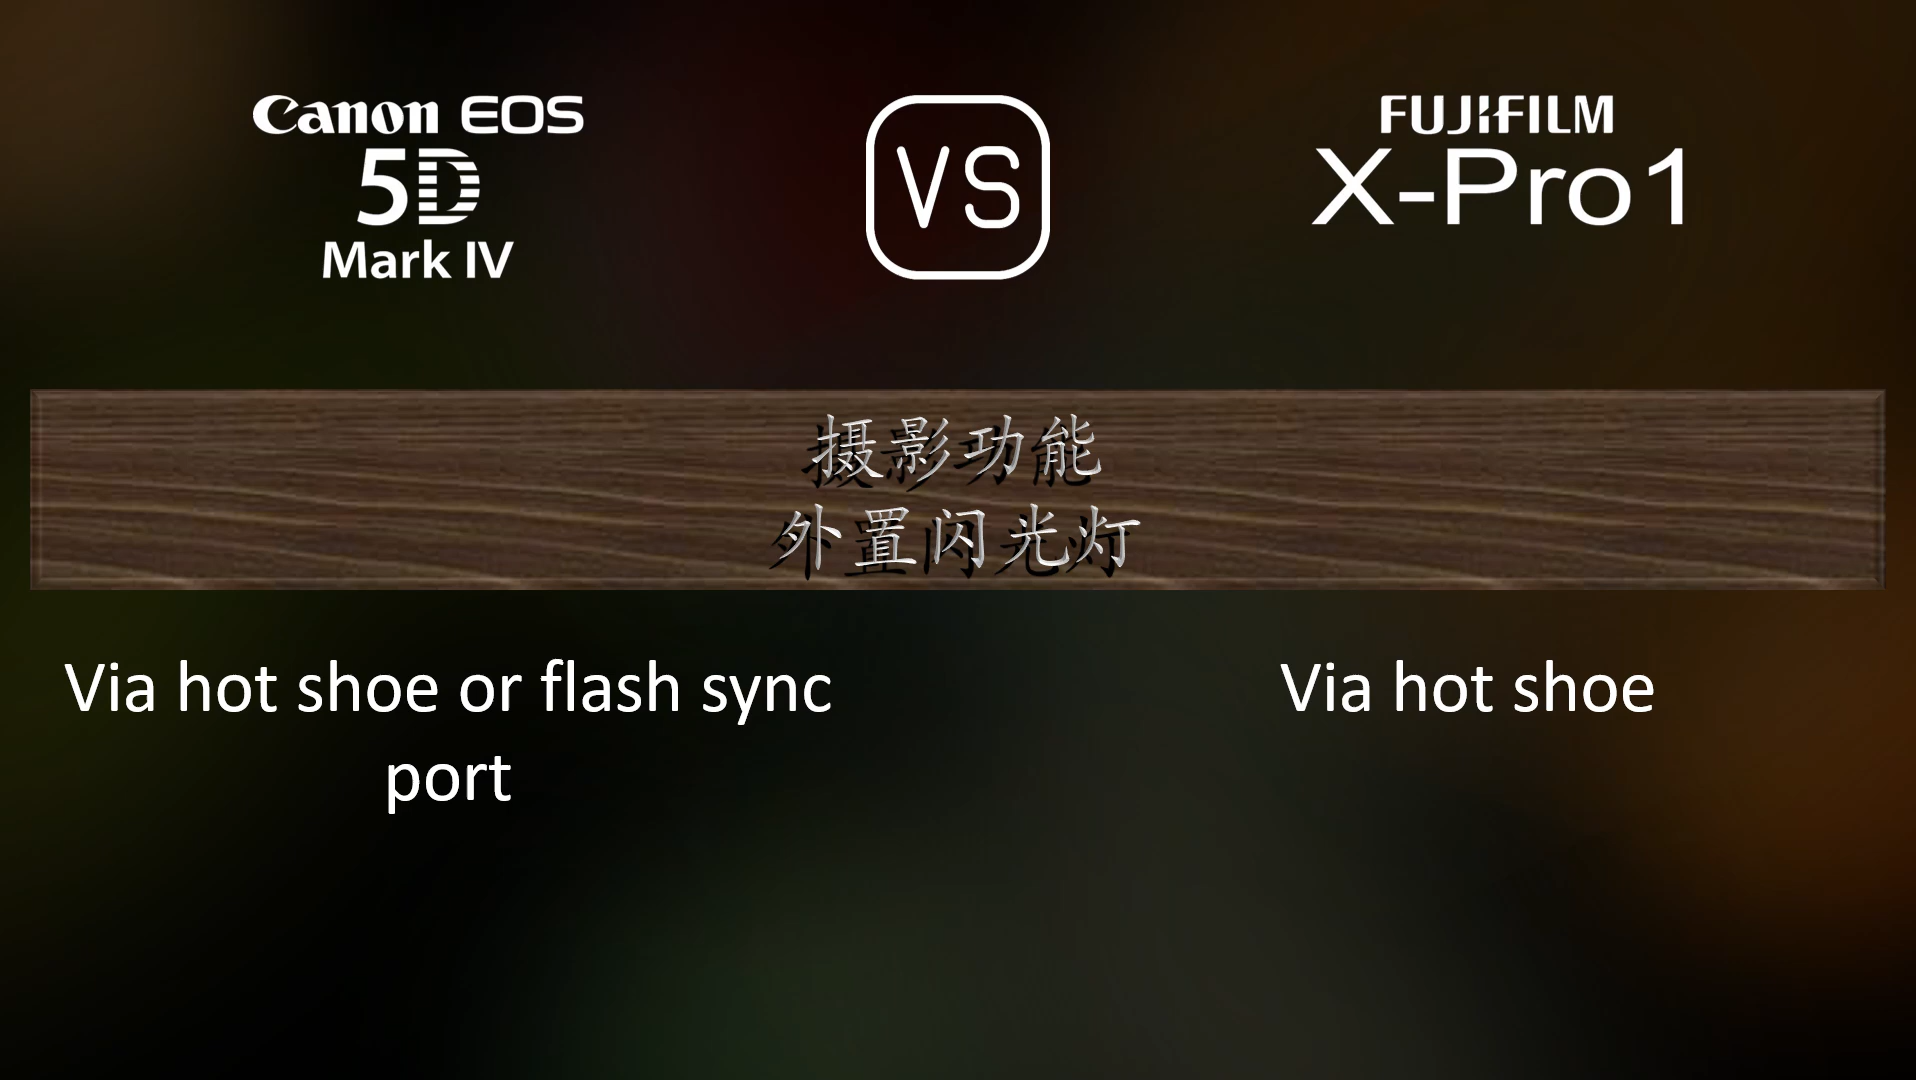 Canon EOS
5D
Mark IV
VS
FUJIFILM
X-Pro1
摄影功能
外置闪光灯
Via hot shoe or flash sync
port
Via hot shoe